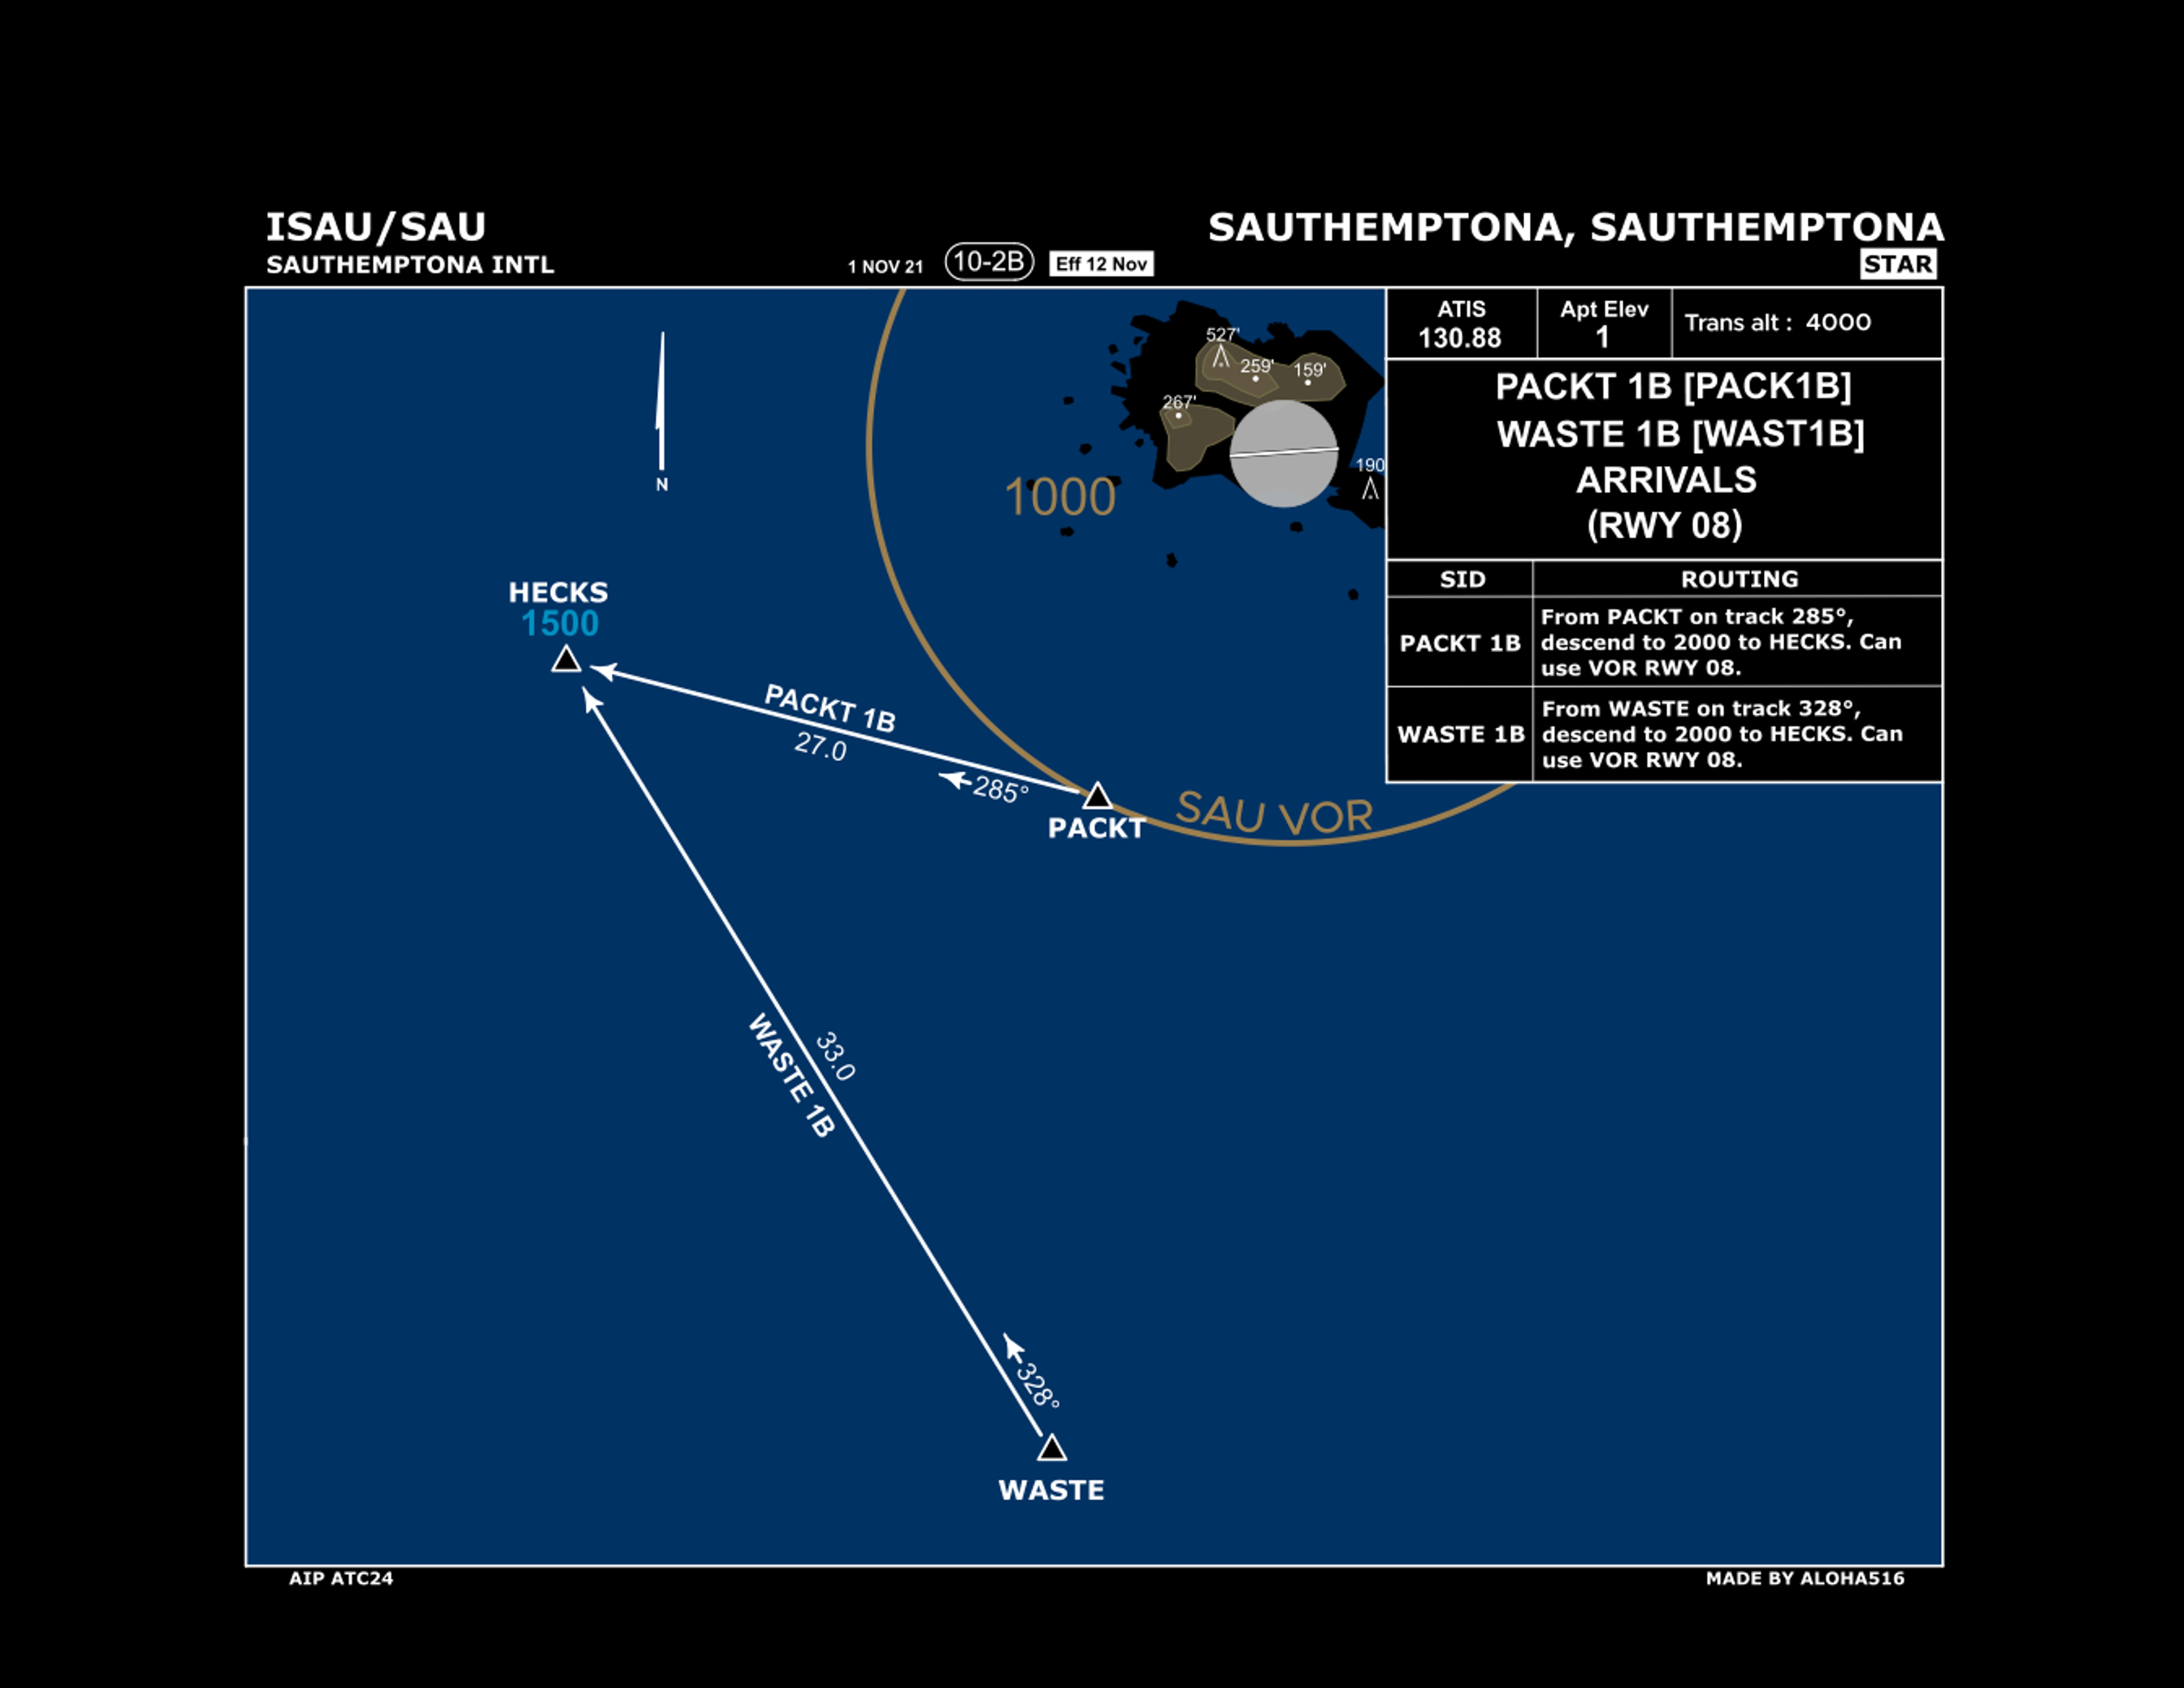 ISAU/SAU
SAUTHEMPTONA INTL
1 NOV 21
10-2B
Eff 12 Nov
SAUTHEMPTONA, SAUTHEMPTONA
STAR
ATIS
130.88
Apt Elev
1
Trans alt : 4000
PACKT 1B [PACK1B]
WASTE 1B [WAST1B]
ARRIVALS
(RWY 08)
SID
ROUTING
PACKT 1B
From PACKT on track 285°,
descend to 2000 to HECKS. Can
use VOR RWY 08.
WASTE 1B
From WASTE on track 328°,
descend to 2000 to HECKS. Can
use VOR RWY 08.
N
527'
259'
159'
267'
190
1000
HECKS
1500
PACKT 1B
27.0
285°
PACKT
SAU VOR
33.0
WASTE 1B
328°
WASTE
AIP ATC24
MADE BY ALOHA516